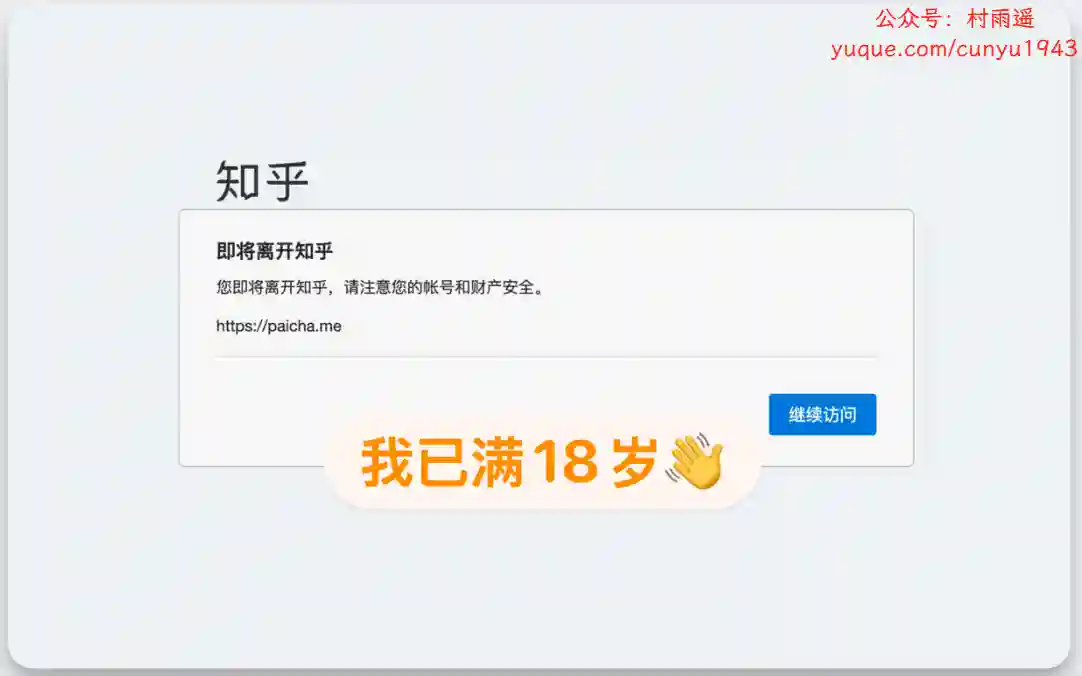 公众号：村雨遥
yuque.com/cunyu1943
知乎
即将离开知乎
您即将离开知乎，请注意您的帐号和财产安全。
https://paicha.me
继续访问
我已满18岁👋